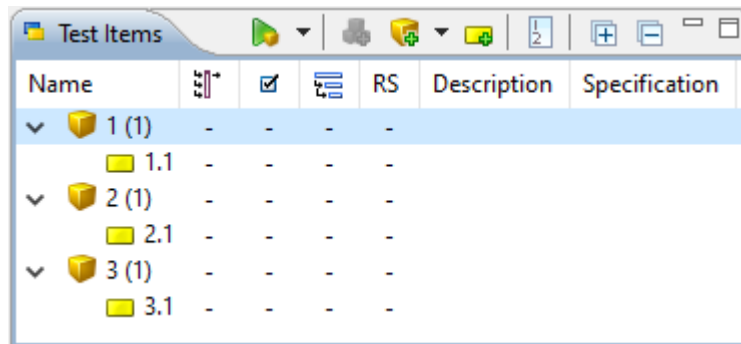 Test Items
1 2
Name RS Description Specification
1 (1) - - - -
1.1 - - - -
2 (1) - - - -
2.1 - - - -
3 (1) - - - -
3.1 - - - -